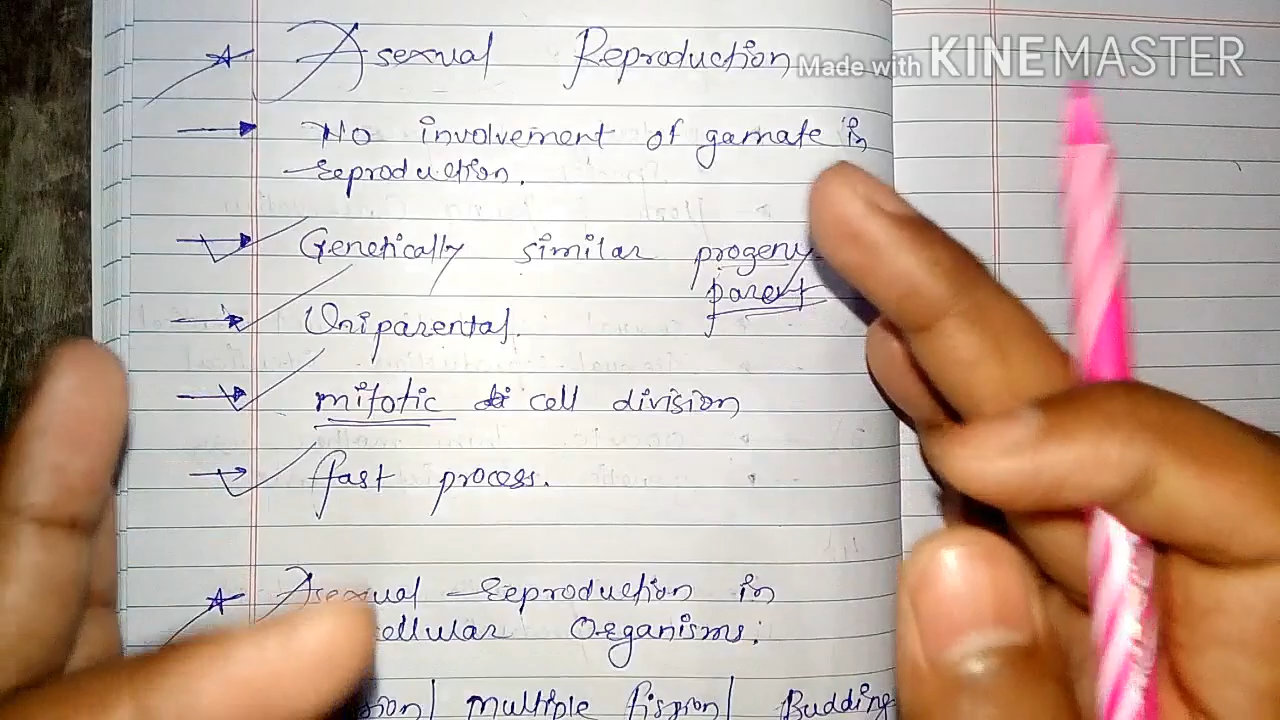 Asexual Reproduction
Made with KINEMASTER
No involvement of gamate in
reproduction.
Genetically similar progeny
parent
Uniparental.
mitotic cell division
fast process.
Asexual reproduction in
ellular Organisms:
multiple fission/ Budding